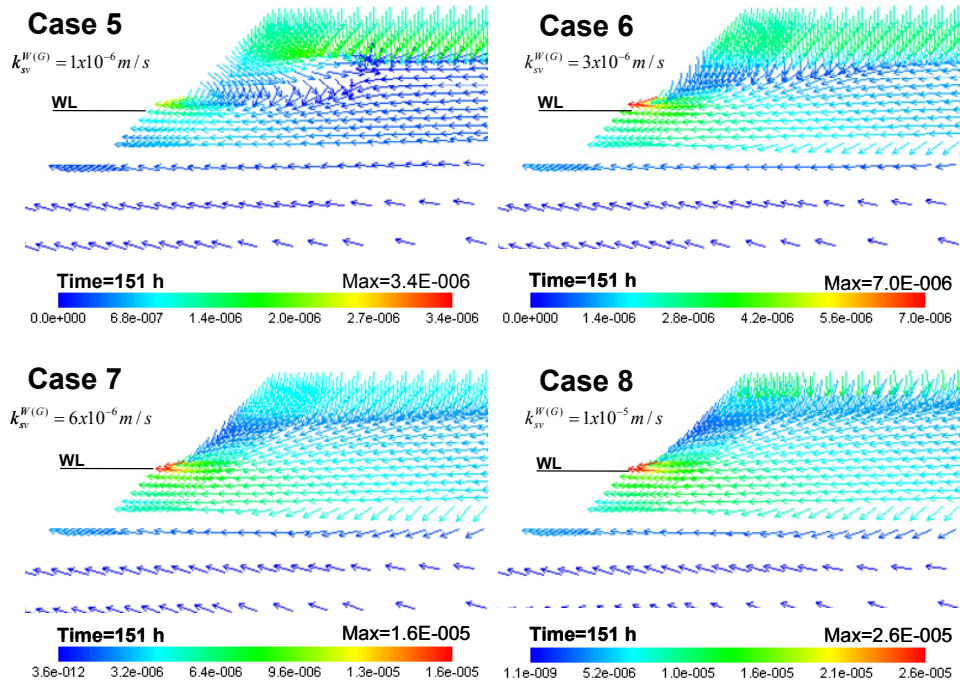 Case 5
k_sv^W(G) = 1x10^-6 m/s
WL
Time=151 h Max=3.4E-006
0.0e+000 6.8e-007 1.4e-006 2.0e-006 2.7e-006 3.4e-006
Case 6
k_sv^W(G) = 3x10^-6 m/s
WL
Time=151 h Max=7.0E-006
0.0e+000 1.4e-006 2.8e-006 4.2e-006 5.6e-006 7.0e-006
Case 7
k_sv^W(G) = 6x10^-6 m/s
WL
Time=151 h Max=1.6E-005
3.6e-012 3.2e-006 6.4e-006 9.6e-006 1.3e-005 1.6e-005
Case 8
k_sv^W(G) = 1x10^-5 m/s
WL
Time=151 h Max=2.6E-005
1.1e-009 5.2e-006 1.0e-005 1.6e-005 2.1e-005 2.6e-005